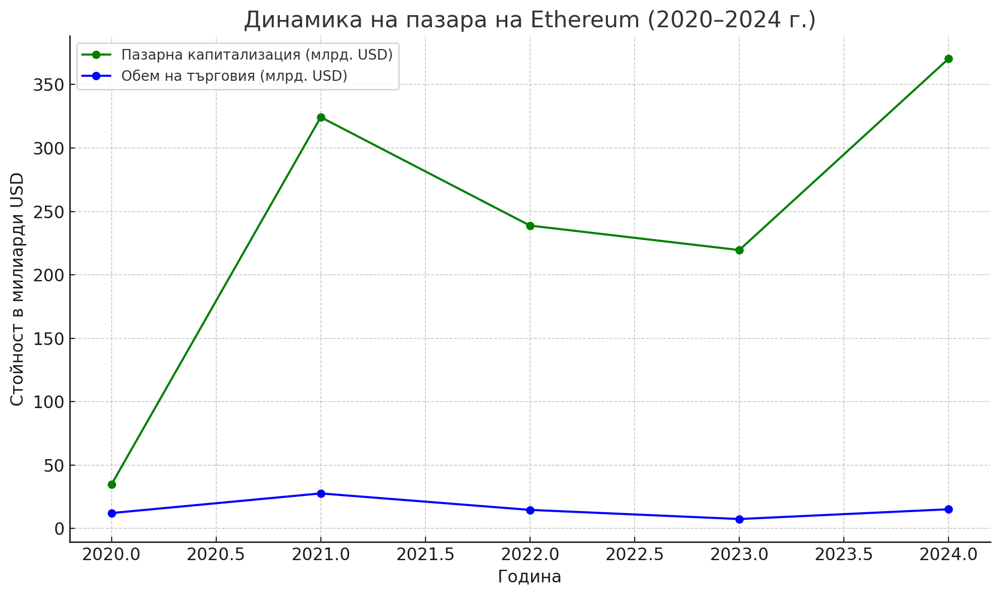 Динамика на пазара на Ethereum (2020–2024 г.)
Пазарна капитализация (млрд. USD)
Обем на търговия (млрд. USD)
Стойност в милиарди USD
350
300
250
200
150
100
50
0
2020.0 2020.5 2021.0 2021.5 2022.0 2022.5 2023.0 2023.5 2024.0
Година